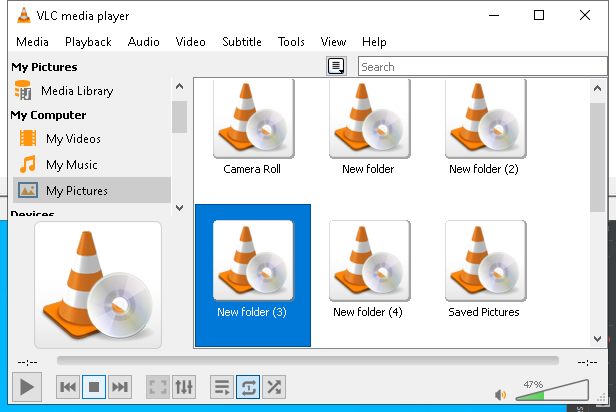 VLC media player
Media Playback Audio Video Subtitle Tools View Help
My Pictures
Search
Media Library
My Computer
My Videos
My Music
My Pictures
Devices
Camera Roll New folder New folder (2)
New folder (3) New folder (4) Saved Pictures
--:-- --:--
47%